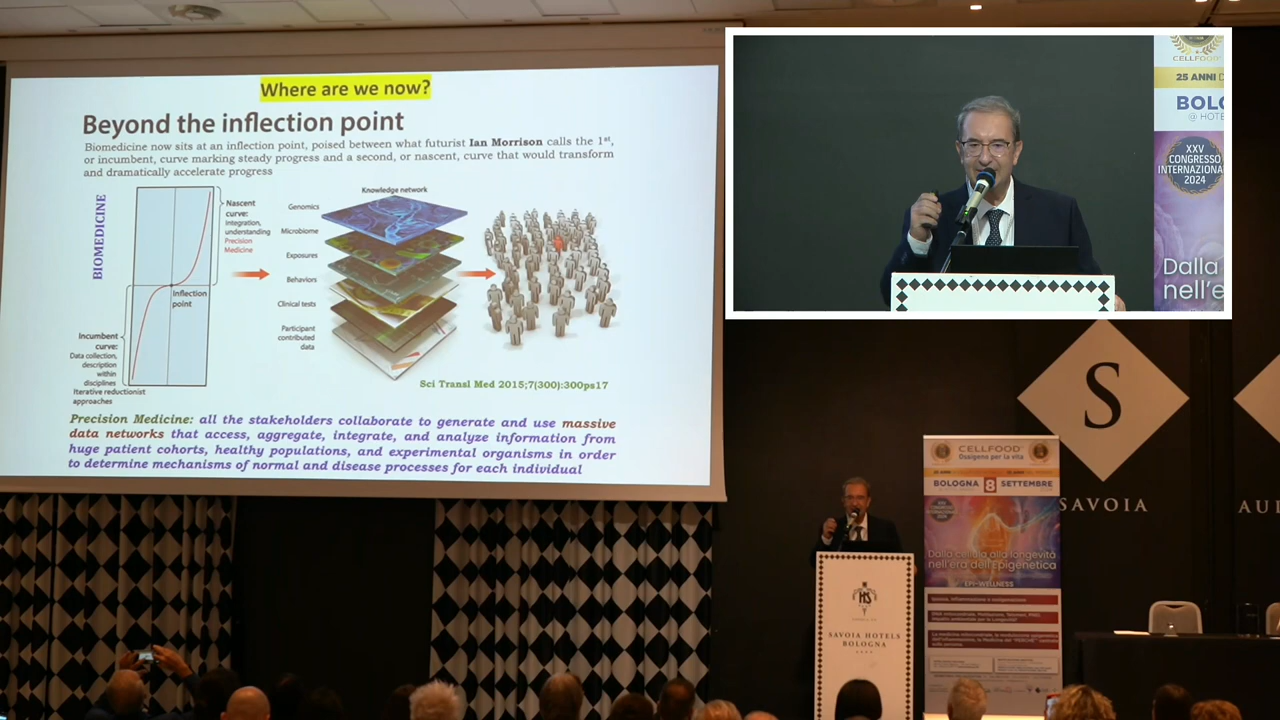 Where are we now?
Beyond the inflection point
Biomedicine now sits at an inflection point, poised between what futurist Ian Morrison calls the 1st,
or incumbent, curve marking steady progress and a second, or nascent, curve that would transform
and dramatically accelerate progress
BIOMEDICINE
Nascent
curve:
Integration,
understanding
Precision
Medicine
Inflection
point
Incumbent
curve:
Data collection,
description
within
disciplines
Iterative reductionist
approaches
Knowledge network
Genomics
Microbiome
Exposures
Behaviors
Clinical tests
Participant
contributed
data
Sci Transl Med 2015;7(300):300ps17
Precision Medicine: all the stakeholders collaborate to generate and use massive
data networks that access, aggregate, integrate, and analyze information from
huge patient cohorts, healthy populations, and experimental organisms in order
to determine mechanisms of normal and disease processes for each individual
CELLFOOD
25 ANNI D
BOLO
@ HOTE
XXV
CONGRESSO
INTERNAZIONA
2024
Dalla
nell'e
S
SAVOIA
AU
HS
SAVOIA HOTELS
BOLOGNA
CELLFOOD
Ossigeno per la vita
BOLOGNA 8 SETTEMBRE
Dalla cellula alla longevità
nell'era dell'Epigenetica
EPI-WELLNESS